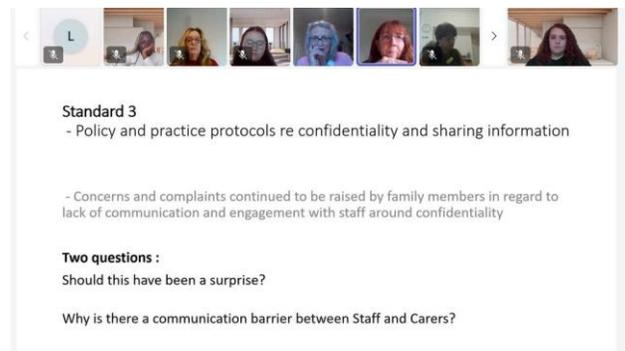 L
Standard 3
- Policy and practice protocols re confidentiality and sharing information
- Concerns and complaints continued to be raised by family members in regard to
lack of communication and engagement with staff around confidentiality
Two questions :
Should this have been a surprise?
Why is there a communication barrier between Staff and Carers?